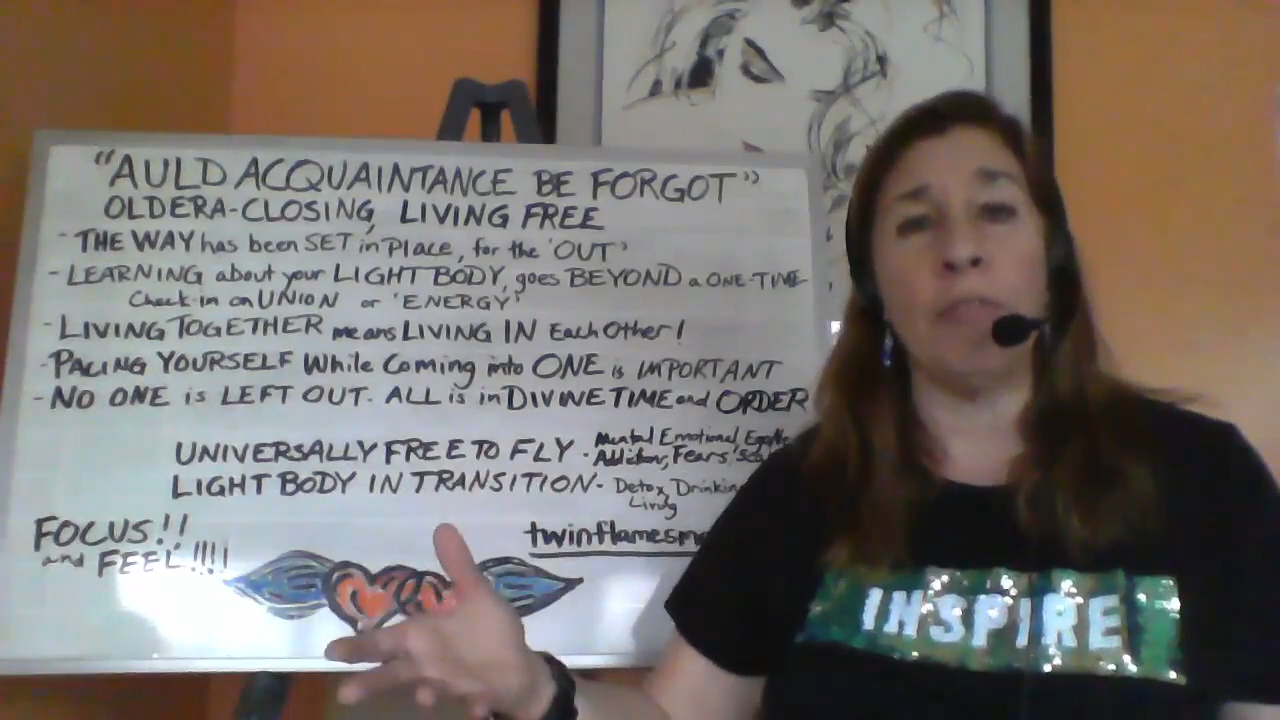 "AULD ACQUAINTANCE BE FORGOT"
OLDERA-CLOSING, LIVING FREE
- THE WAY has been SET in Place, for the 'OUT'
- LEARNING about your LIGHT BODY, goes BEYOND a ONE-TIME
Check-in on UNION or 'ENERGY'
- LIVING TOGETHER means LIVING IN Each Other!
- PACING YOURSELF While Coming into ONE is IMPORTANT
- NO ONE is LEFT OUT. ALL is in DIVINE TIME and ORDER
UNIVERSALLY FREE TO FLY - Mental, Emotional,
Fears,
LIGHT BODY IN TRANSITION - Detox,
Living
FOCUS!!
and FEEL!!!!
INSPIRE